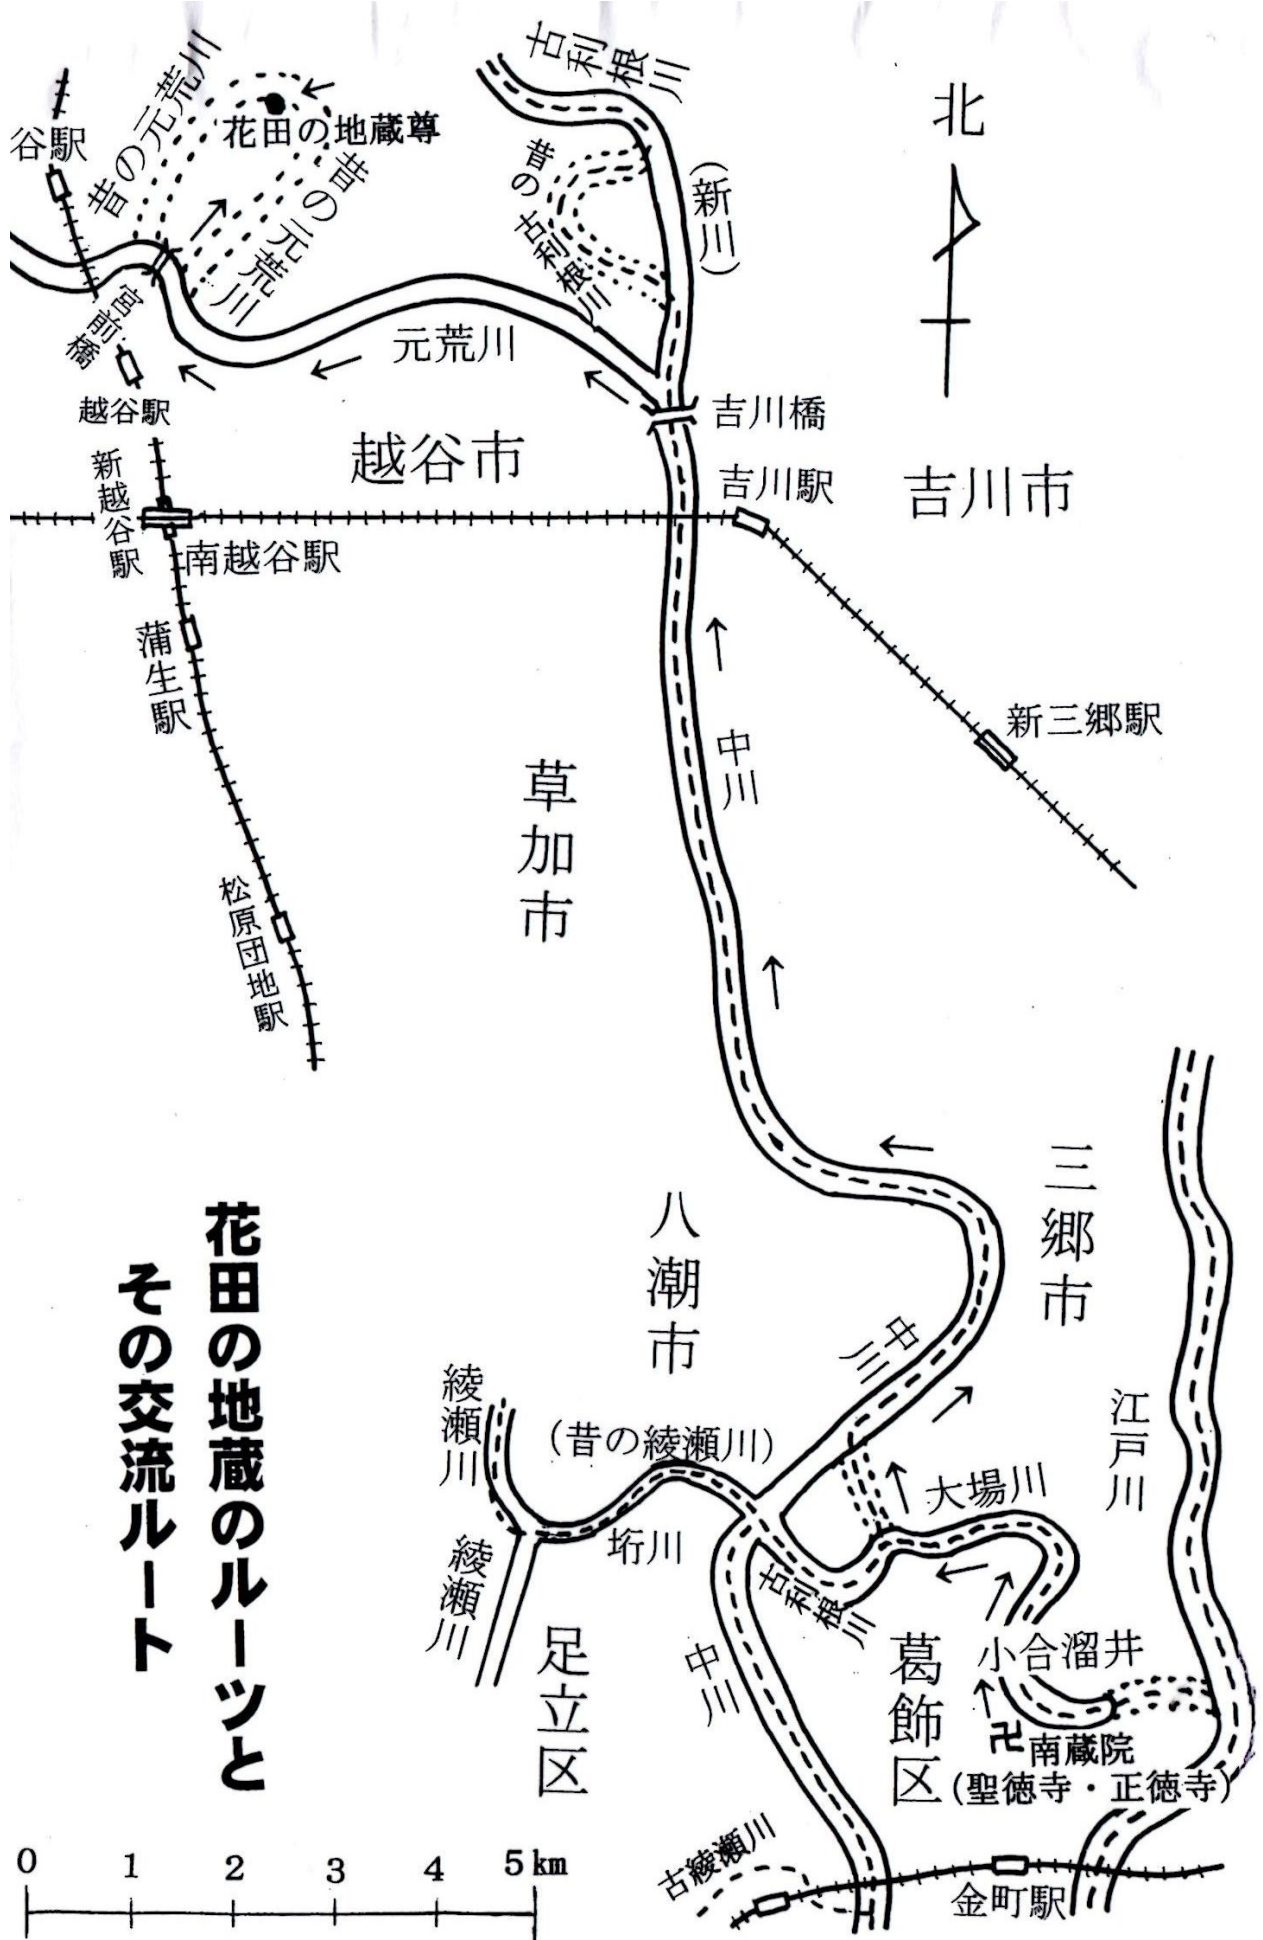 古利根川
昔の元荒川
花田の地蔵尊
谷駅
昔の元荒川
昔の古利根川
(新川)
北
宮前橋
元荒川
越谷駅
吉川橋
越谷市
吉川駅
吉川市
新越谷駅
南越谷駅
蒲生駅
新三郷駅
中川
草加市
松原団地駅
三郷市
八潮市
中川
江戸川
綾瀬川
(昔の綾瀬川)
大場川
垳川
綾瀬川
古利根川
足立区
中川
葛飾区
小合溜井
卍南蔵院
(聖徳寺・正徳寺)
古綾瀬川
金町駅
花田の地蔵のルーツと
その交流ルート
0 1 2 3 4 5km